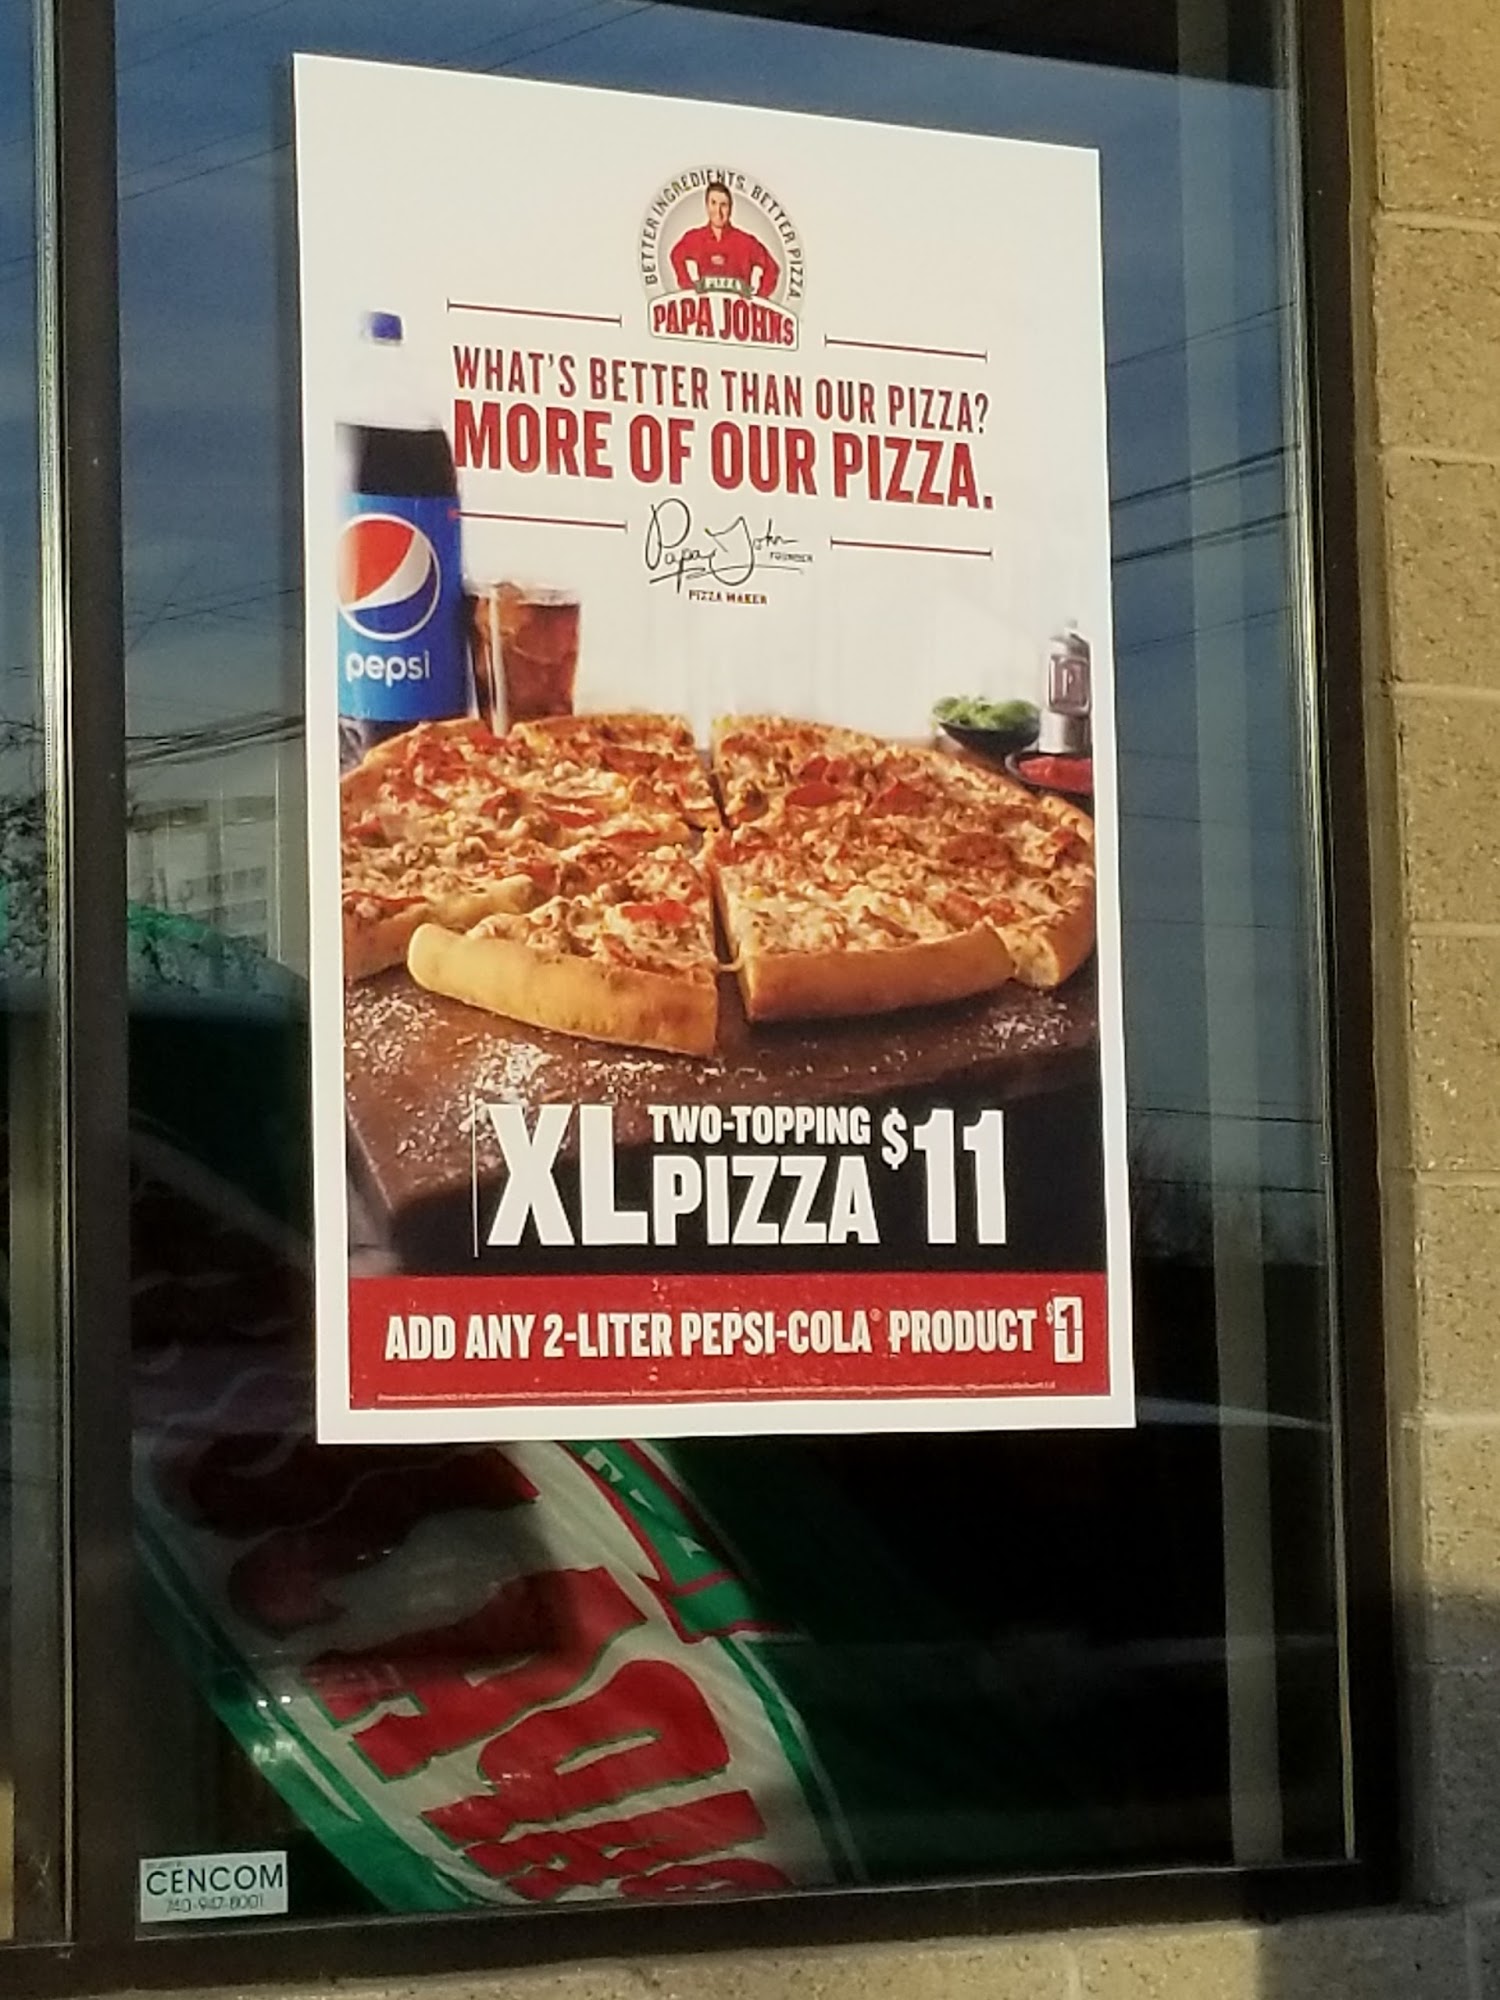 BETTER INGREDIENTS. BETTER PIZZA.
PIZZA
PAPA JOHNS
WHAT'S BETTER THAN OUR PIZZA?
MORE OF OUR PIZZA.
Papa John FOUNDER
PIZZA MAKER
pepsi
XL TWO-TOPPING PIZZA $11
ADD ANY 2-LITER PEPSI-COLA® PRODUCT $1
CENCOM
740-947-8001